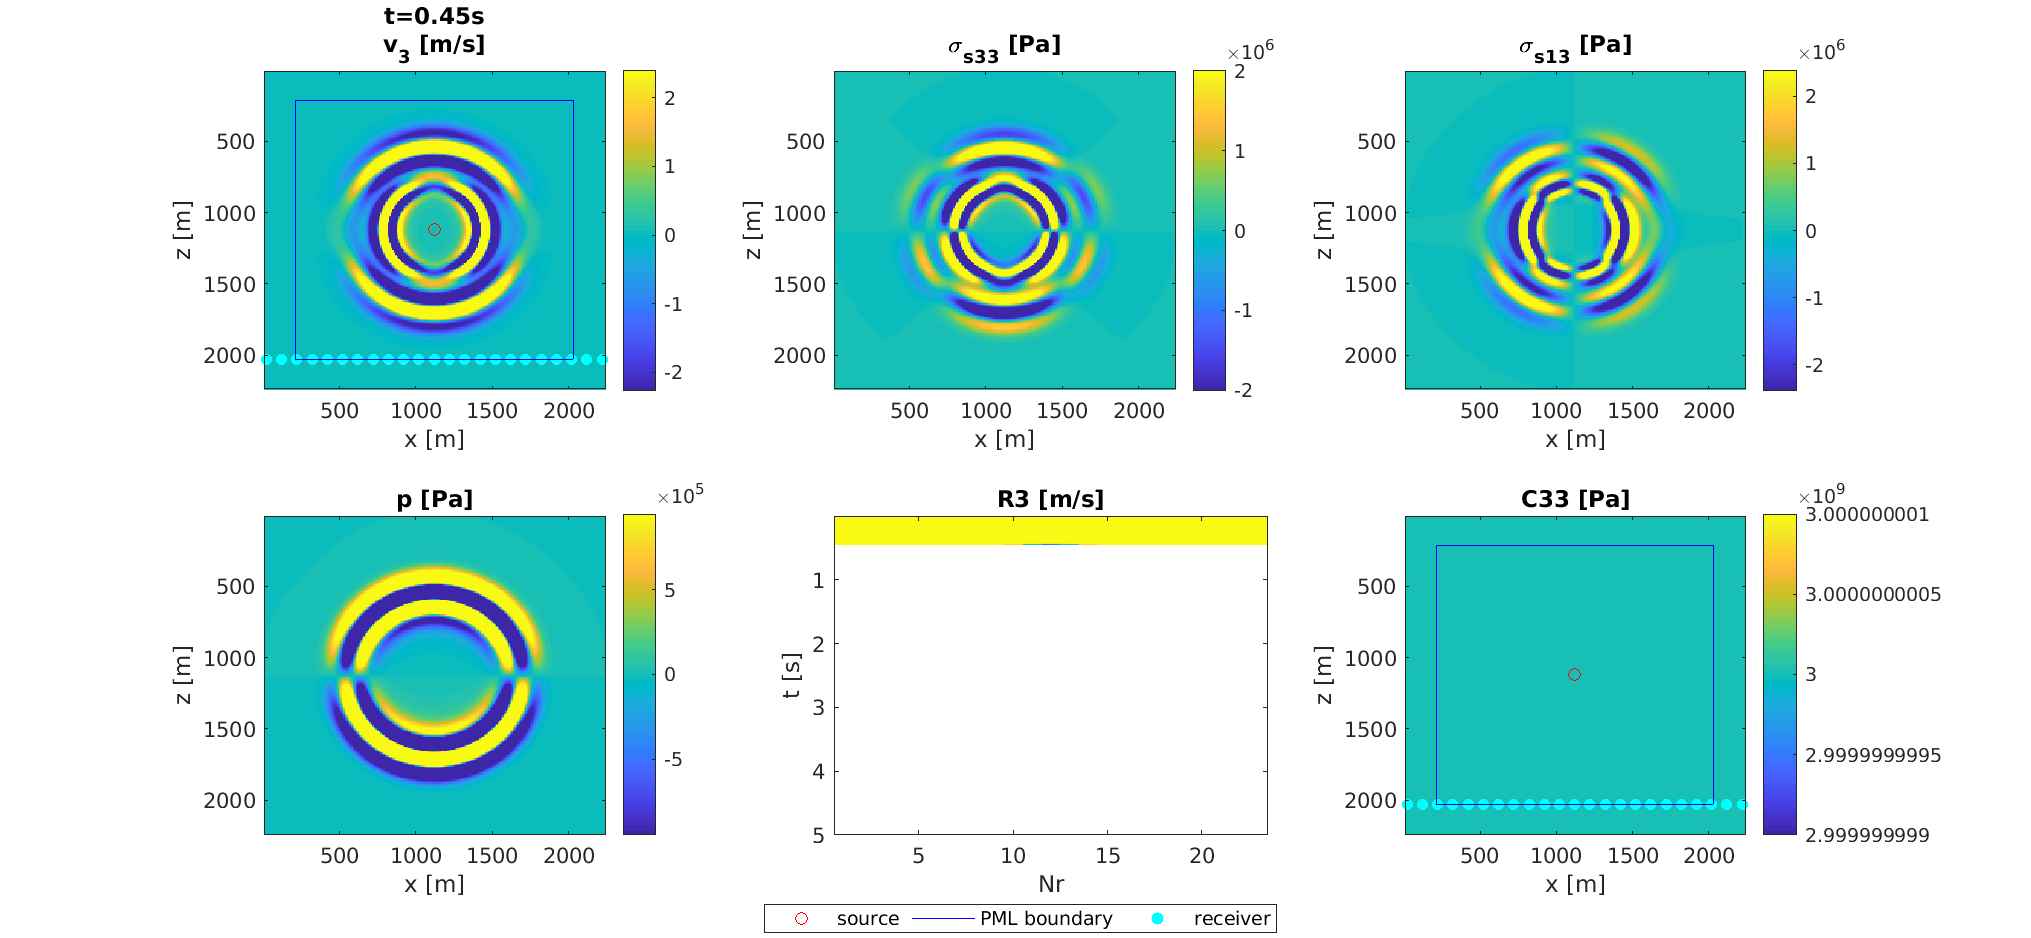 t=0.45s
v3 [m/s]
z [m]
500
1000
1500
2000
500 1000 1500 2000
x [m]
2
1
0
-1
-2
σs33 [Pa]
×10^6
z [m]
500
1000
1500
2000
500 1000 1500 2000
x [m]
2
1
0
-1
-2
σs13 [Pa]
×10^6
z [m]
500
1000
1500
2000
500 1000 1500 2000
x [m]
2
1
0
-1
-2
p [Pa]
×10^5
z [m]
500
1000
1500
2000
500 1000 1500 2000
x [m]
5
0
-5
R3 [m/s]
t [s]
1
2
3
4
5
5 10 15 20
Nr
C33 [Pa]
×10^9
z [m]
500
1000
1500
2000
500 1000 1500 2000
x [m]
3.000000001
3.0000000005
3
2.9999999995
2.999999999
source PML boundary receiver